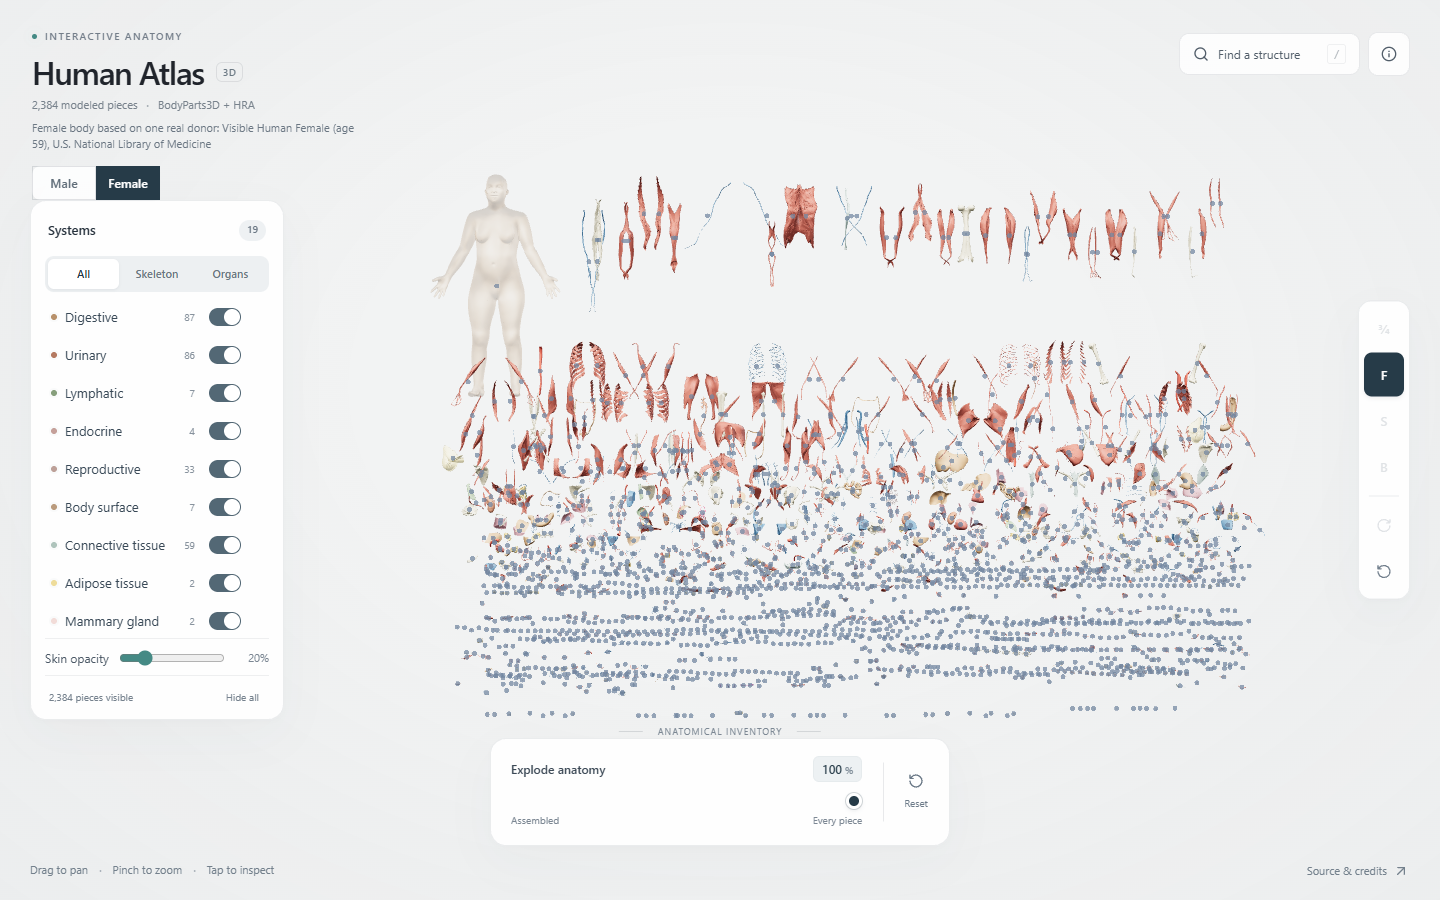 INTERACTIVE ANATOMY
Human Atlas 3D
2,384 modeled pieces · BodyParts3D + HRA
Female body based on one real donor: Visible Human Female (age
59), U.S. National Library of Medicine
Male Female
Systems 19
All Skeleton Organs
Digestive 87
Urinary 86
Lymphatic 7
Endocrine 4
Reproductive 33
Body surface 7
Connective tissue 59
Adipose tissue 2
Mammary gland 2
Skin opacity 20%
2,384 pieces visible Hide all
Find a structure /
¾
F
S
B
ANATOMICAL INVENTORY
Explode anatomy 100 %
Assembled Every piece
Reset
Drag to pan · Pinch to zoom · Tap to inspect
Source & credits